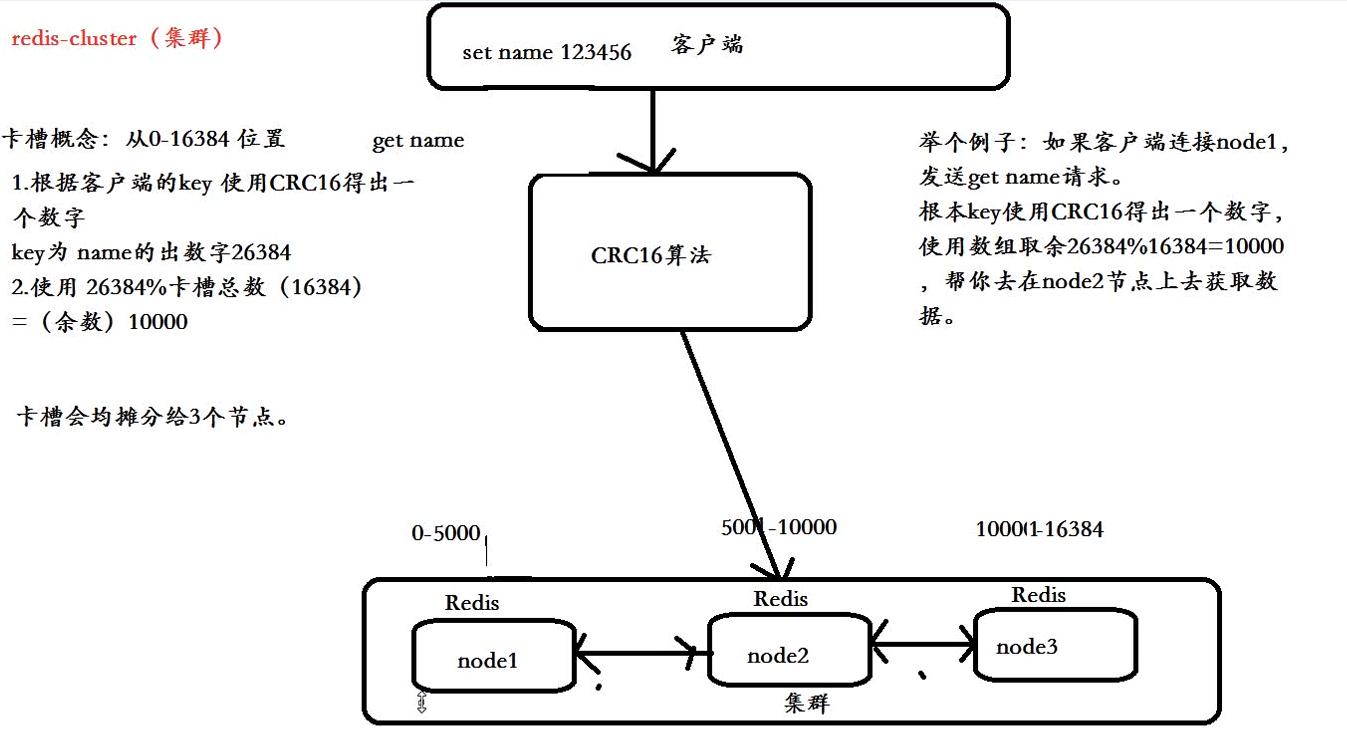 redis-cluster（集群）
set name 123456 客户端
卡槽概念：从0-16384 位置
get name
1.根据客户端的key 使用CRC16得出一
个数字
key为 name的出数字26384
2.使用 26384%卡槽总数（16384）
=（余数）10000
卡槽会均摊分给3个节点。
CRC16算法
举个例子：如果客户端连接node1，
发送get name请求。
根本key使用CRC16得出一个数字，
使用数组取余26384%16384=10000
，帮你去在node2节点上去获取数
据。
0-5000
5001-10000
10001-16384
Redis
Redis
Redis
node1
node2
node3
集群